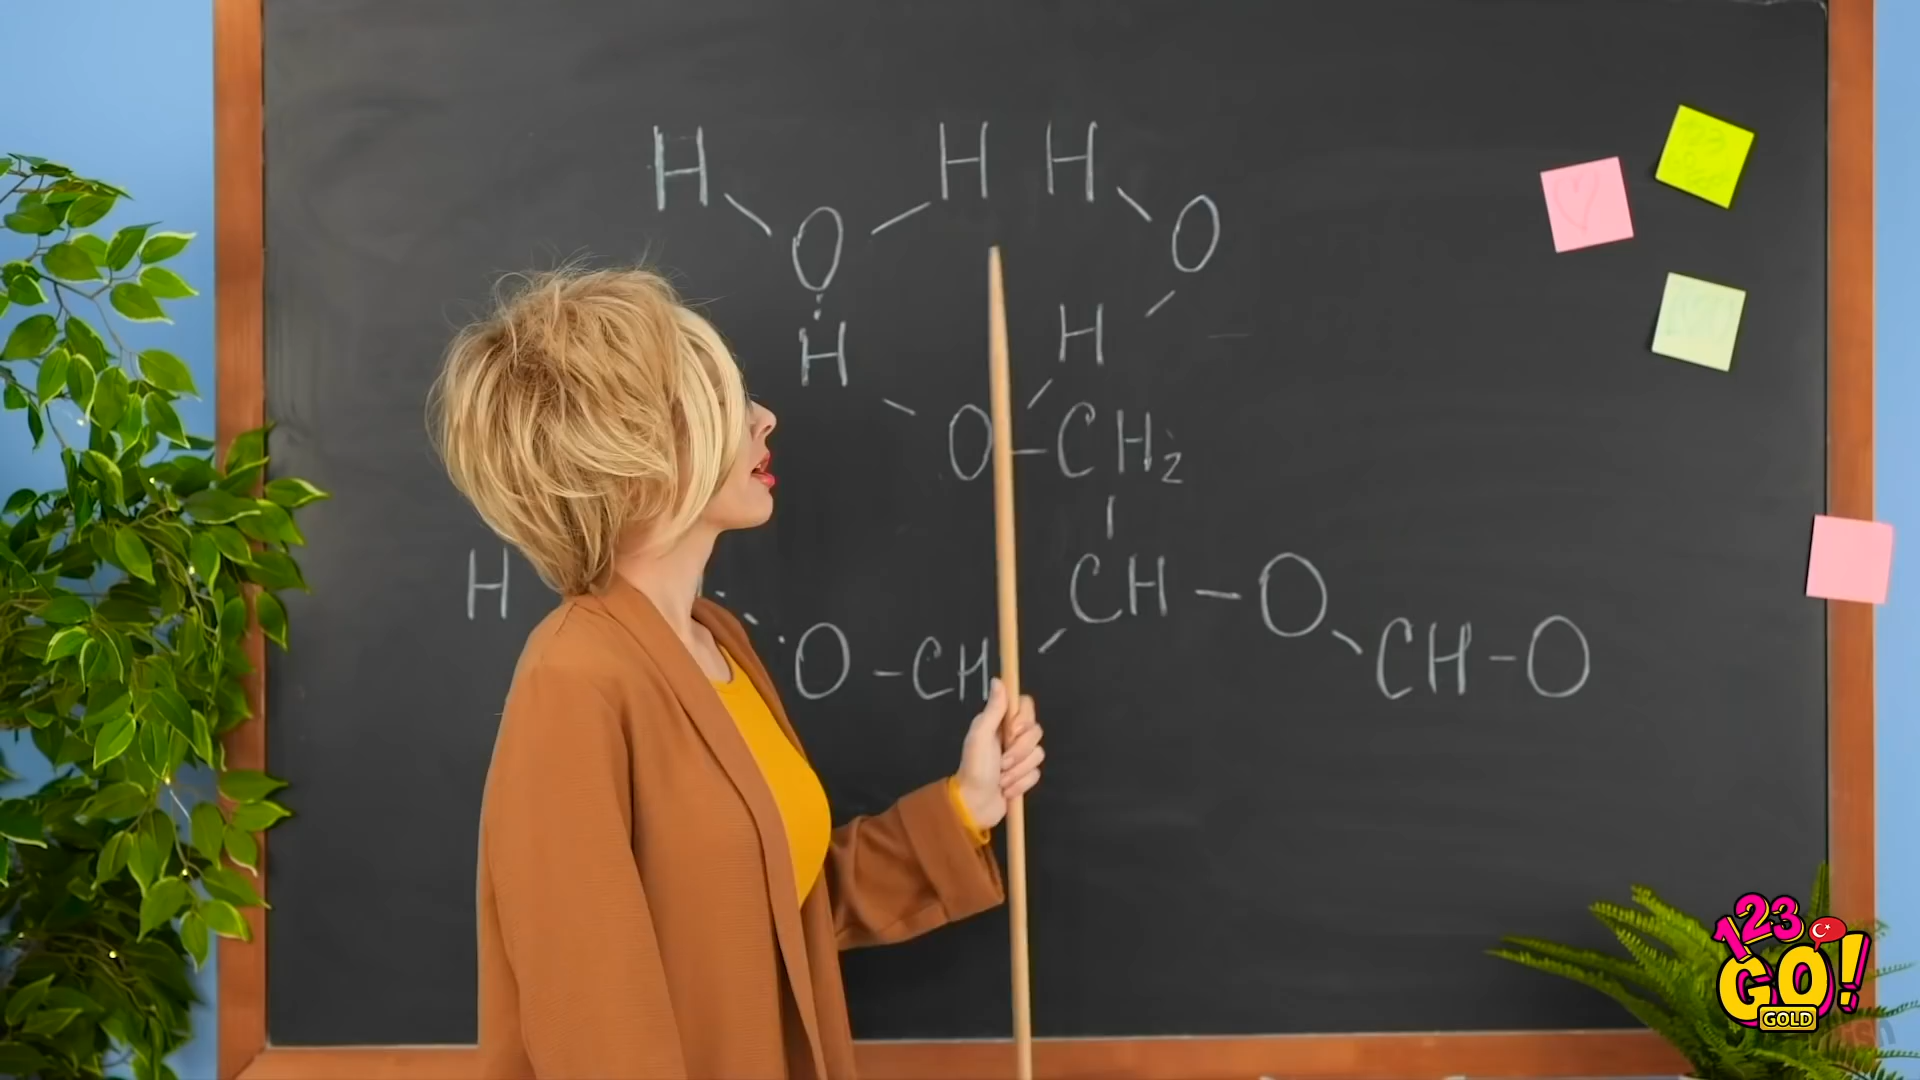 H H H
O O
H H
O-CH2
H CH-O
O-CH CH-O
123
GO!
GOLD